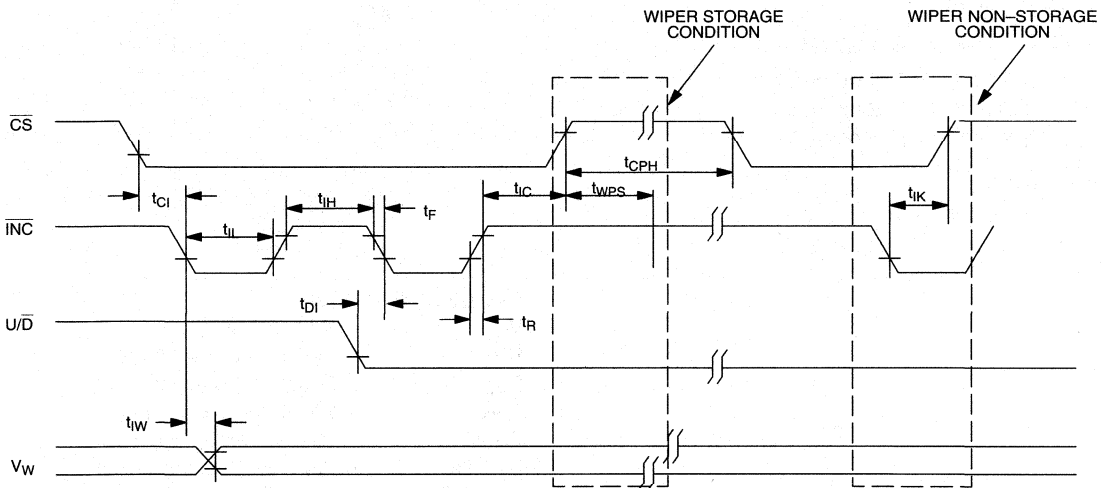 WIPER STORAGE
CONDITION
WIPER NON–STORAGE
CONDITION
CS
tCPH
tCI
tIH
tF
tIC
tWPS
tIK
INC
tIL
tDI
tR
U/D
tIW
VW